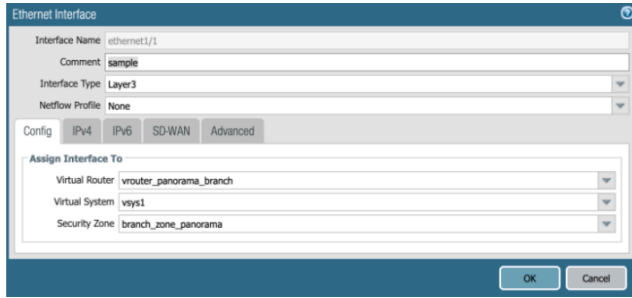 Ethernet Interface
Interface Name ethernet1/1
Comment sample
Interface Type Layer3
Netflow Profile None
Config IPv4 IPv6 SD-WAN Advanced
Assign Interface To
Virtual Router vrouter_panorama_branch
Virtual System vsys1
Security Zone branch_zone_panorama
OK Cancel